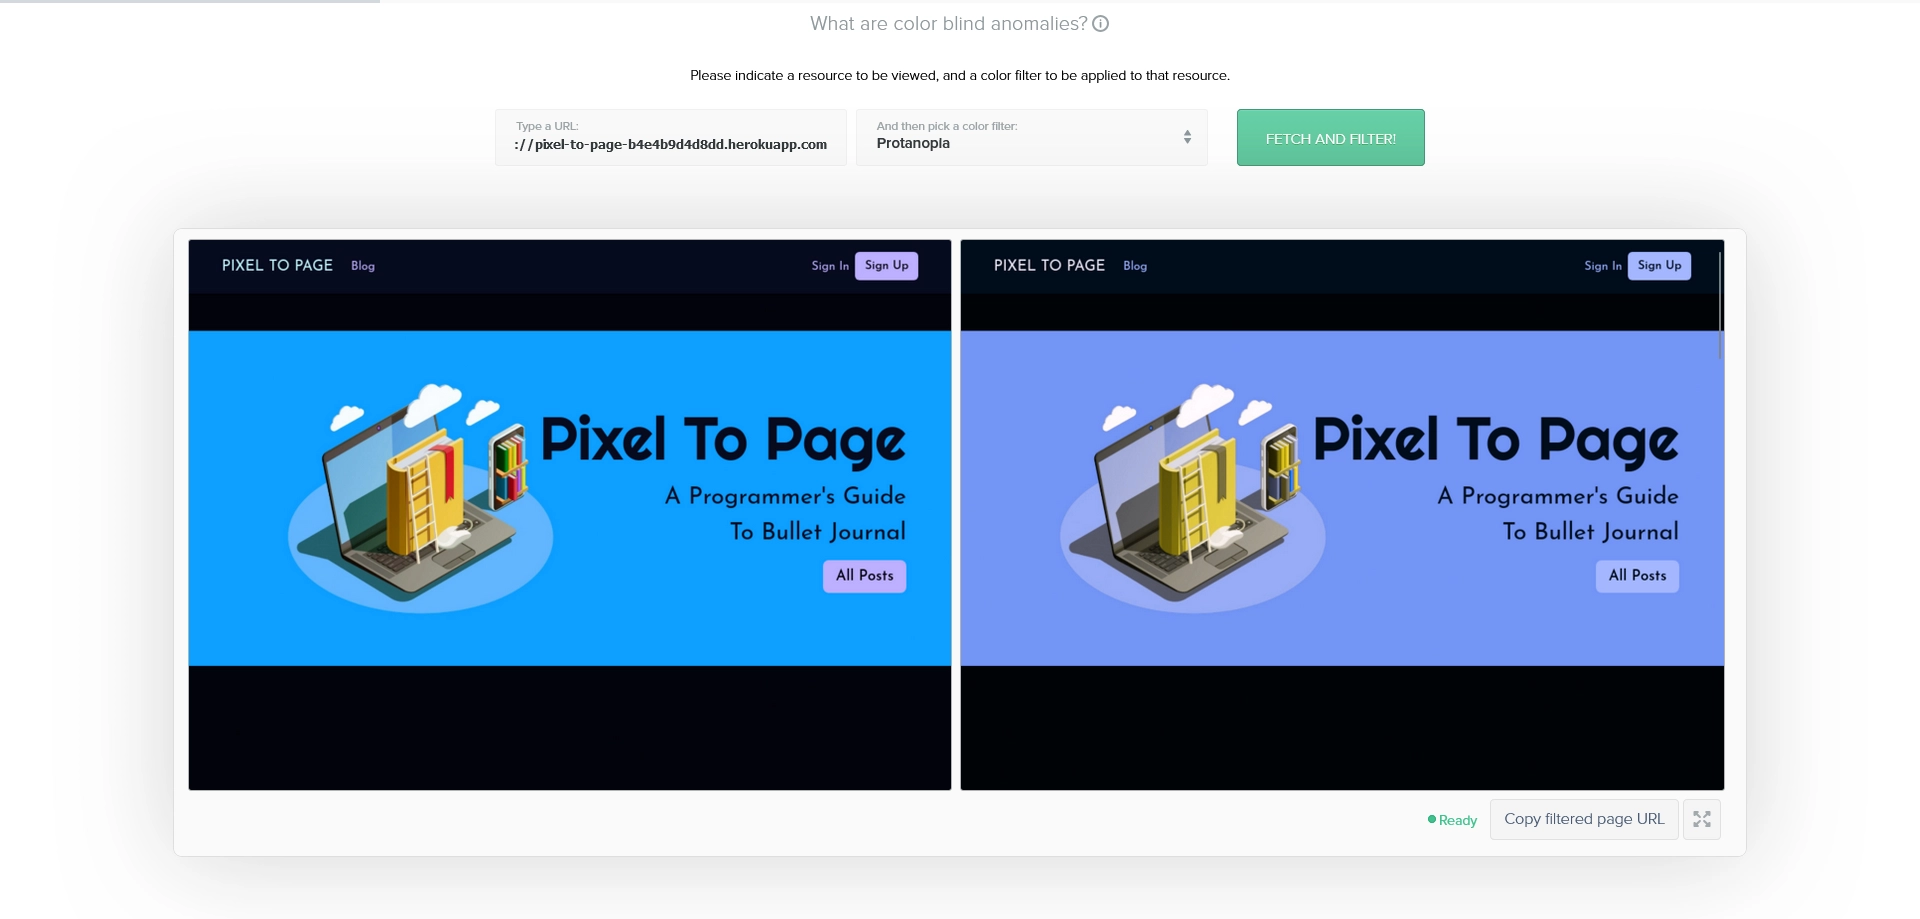 What are color blind anomalies?
Please indicate a resource to be viewed, and a color filter to be applied to that resource.
Type a URL:
://pixel-to-page-b4e4b9d4d8dd.herokuapp.com
And then pick a color filter:
Protanopia
FETCH AND FILTER!
PIXEL TO PAGE Blog Sign In Sign Up
Pixel To Page
A Programmer's Guide
To Bullet Journal
All Posts
PIXEL TO PAGE Blog Sign In Sign Up
Pixel To Page
A Programmer's Guide
To Bullet Journal
All Posts
Ready
Copy filtered page URL